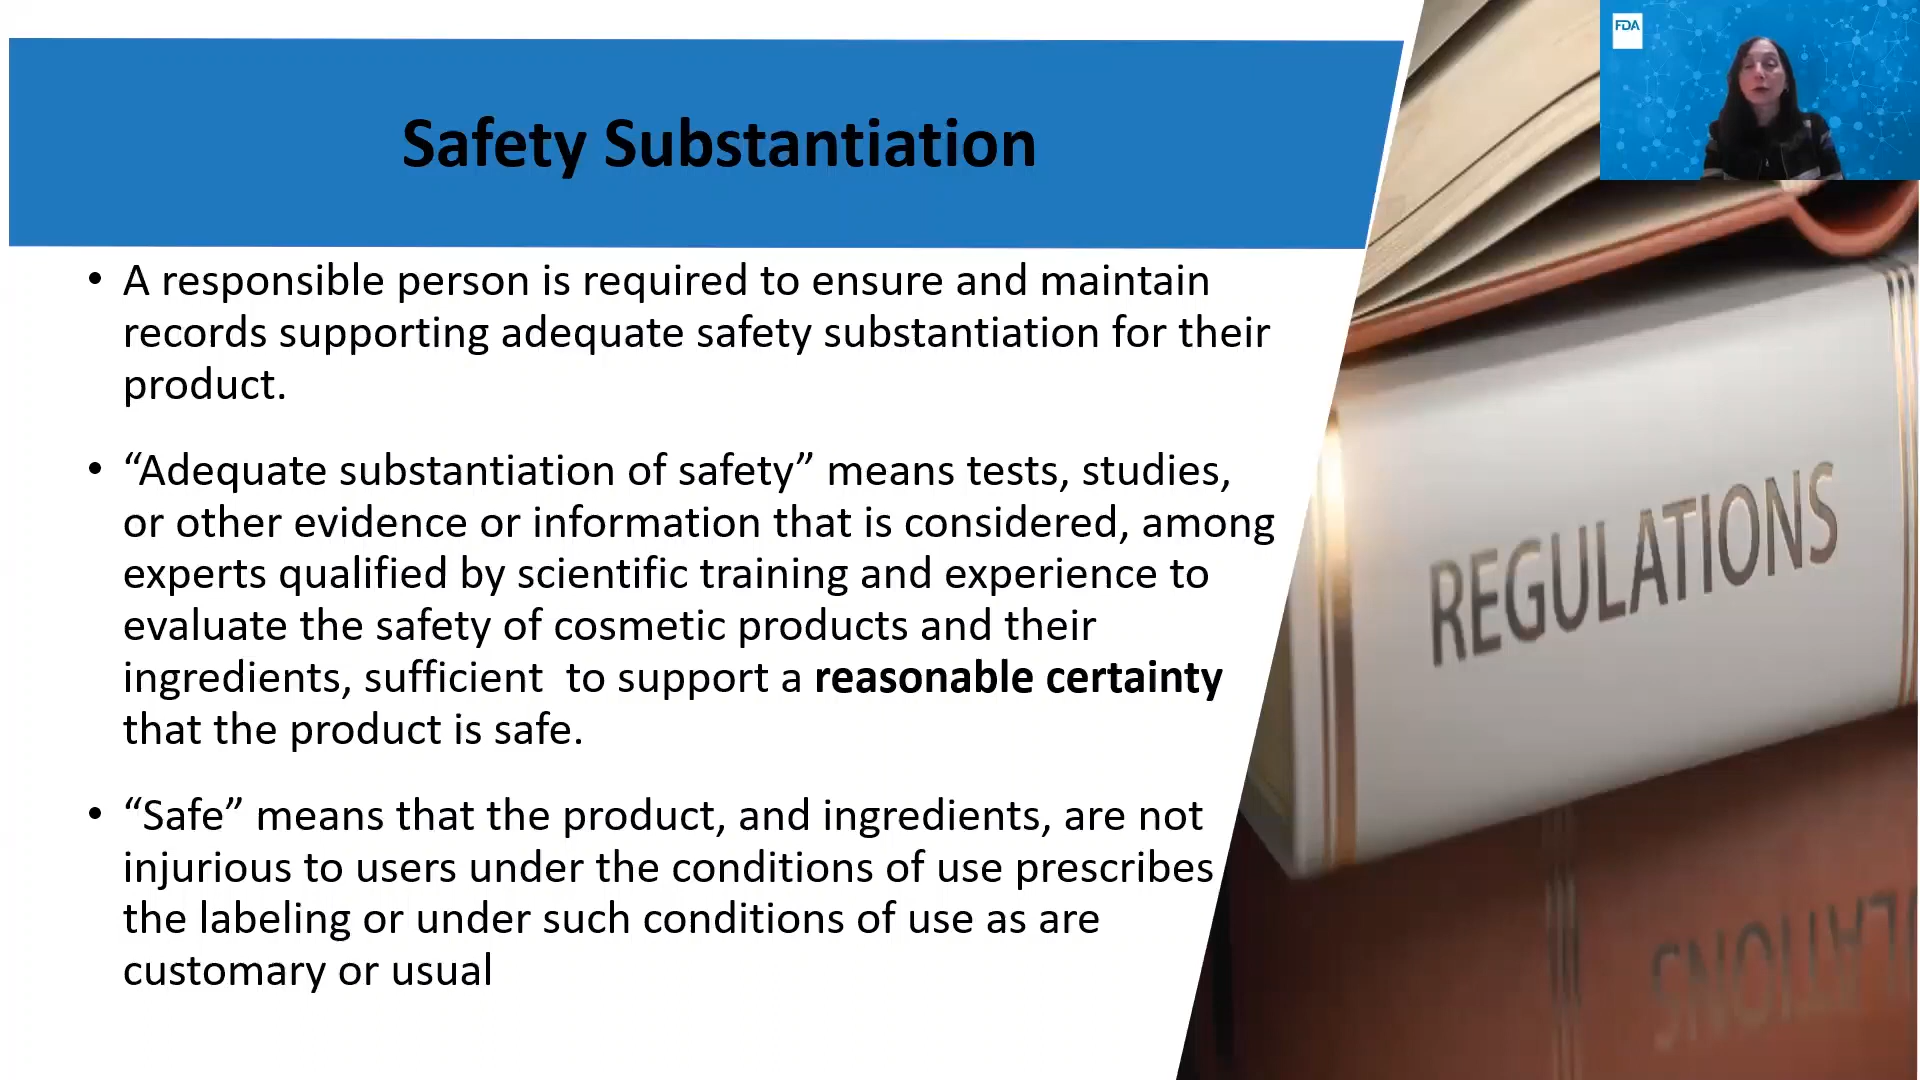 FDA
Safety Substantiation
• A responsible person is required to ensure and maintain
records supporting adequate safety substantiation for their
product.
• “Adequate substantiation of safety” means tests, studies,
or other evidence or information that is considered, among
experts qualified by scientific training and experience to
evaluate the safety of cosmetic products and their
ingredients, sufficient  to support a reasonable certainty
that the product is safe.
• “Safe” means that the product, and ingredients, are not
injurious to users under the conditions of use prescribes
the labeling or under such conditions of use as are
customary or usual
REGULATIONS